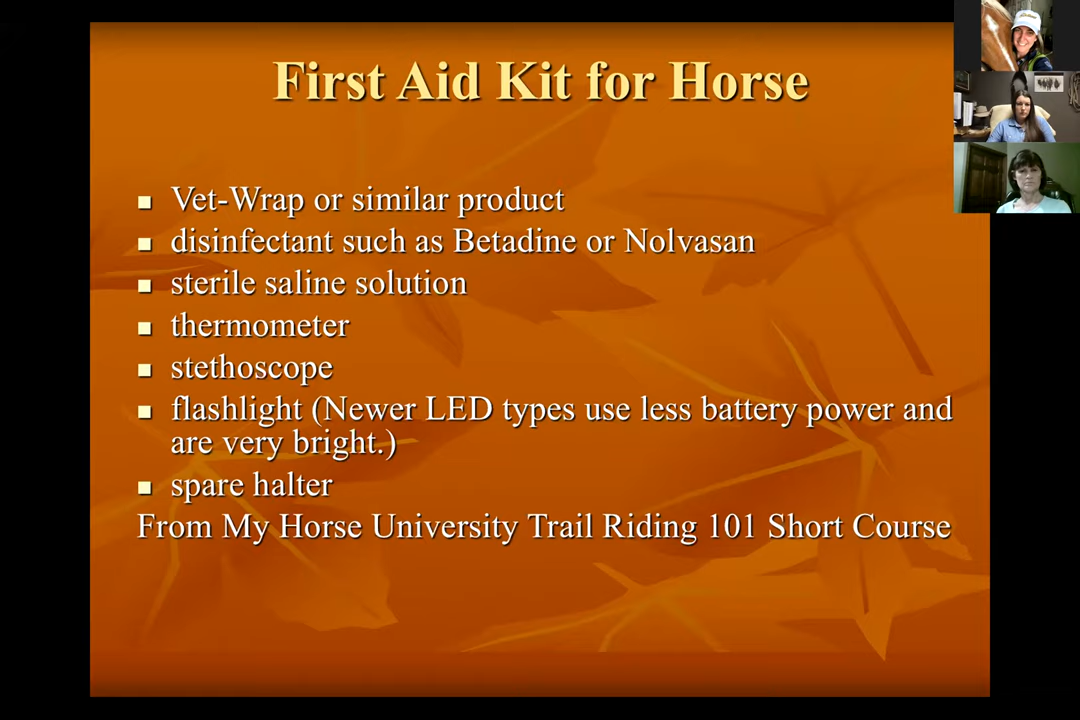 First Aid Kit for Horse
Vet-Wrap or similar product
disinfectant such as Betadine or Nolvasan
sterile saline solution
thermometer
stethoscope
flashlight (Newer LED types use less battery power and
are very bright.)
spare halter
From My Horse University Trail Riding 101 Short Course